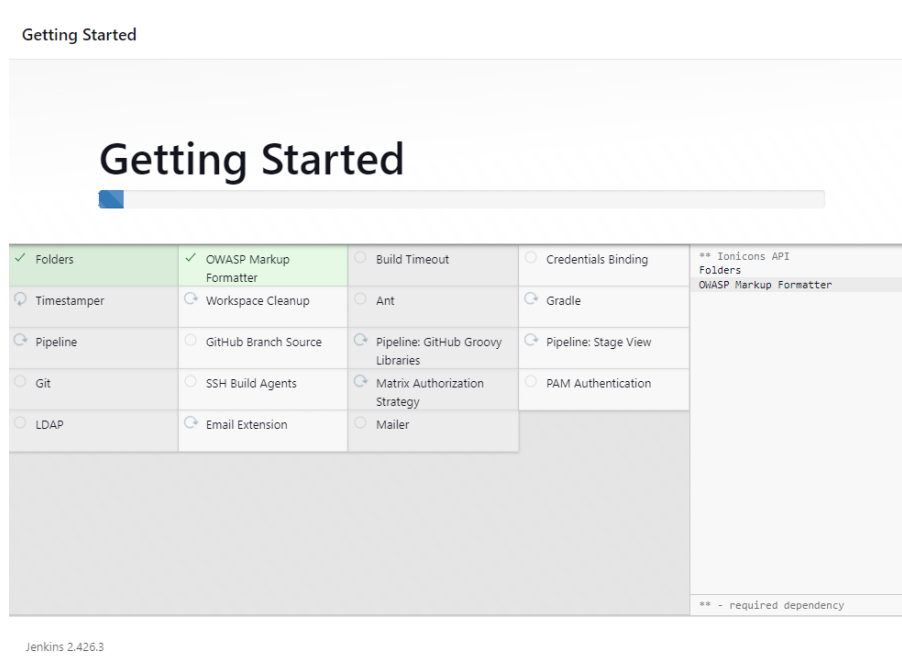 Getting Started
Getting Started
Folders
OWASP Markup
Formatter
Build Timeout
Credentials Binding
** Ionicons API
Folders
OWASP Markup Formatter
Timestamper
Workspace Cleanup
Ant
Gradle
Pipeline
GitHub Branch Source
Pipeline: GitHub Groovy
Libraries
Pipeline: Stage View
Git
SSH Build Agents
Matrix Authorization
Strategy
PAM Authentication
LDAP
Email Extension
Mailer
** - required dependency
Jenkins 2.426.3